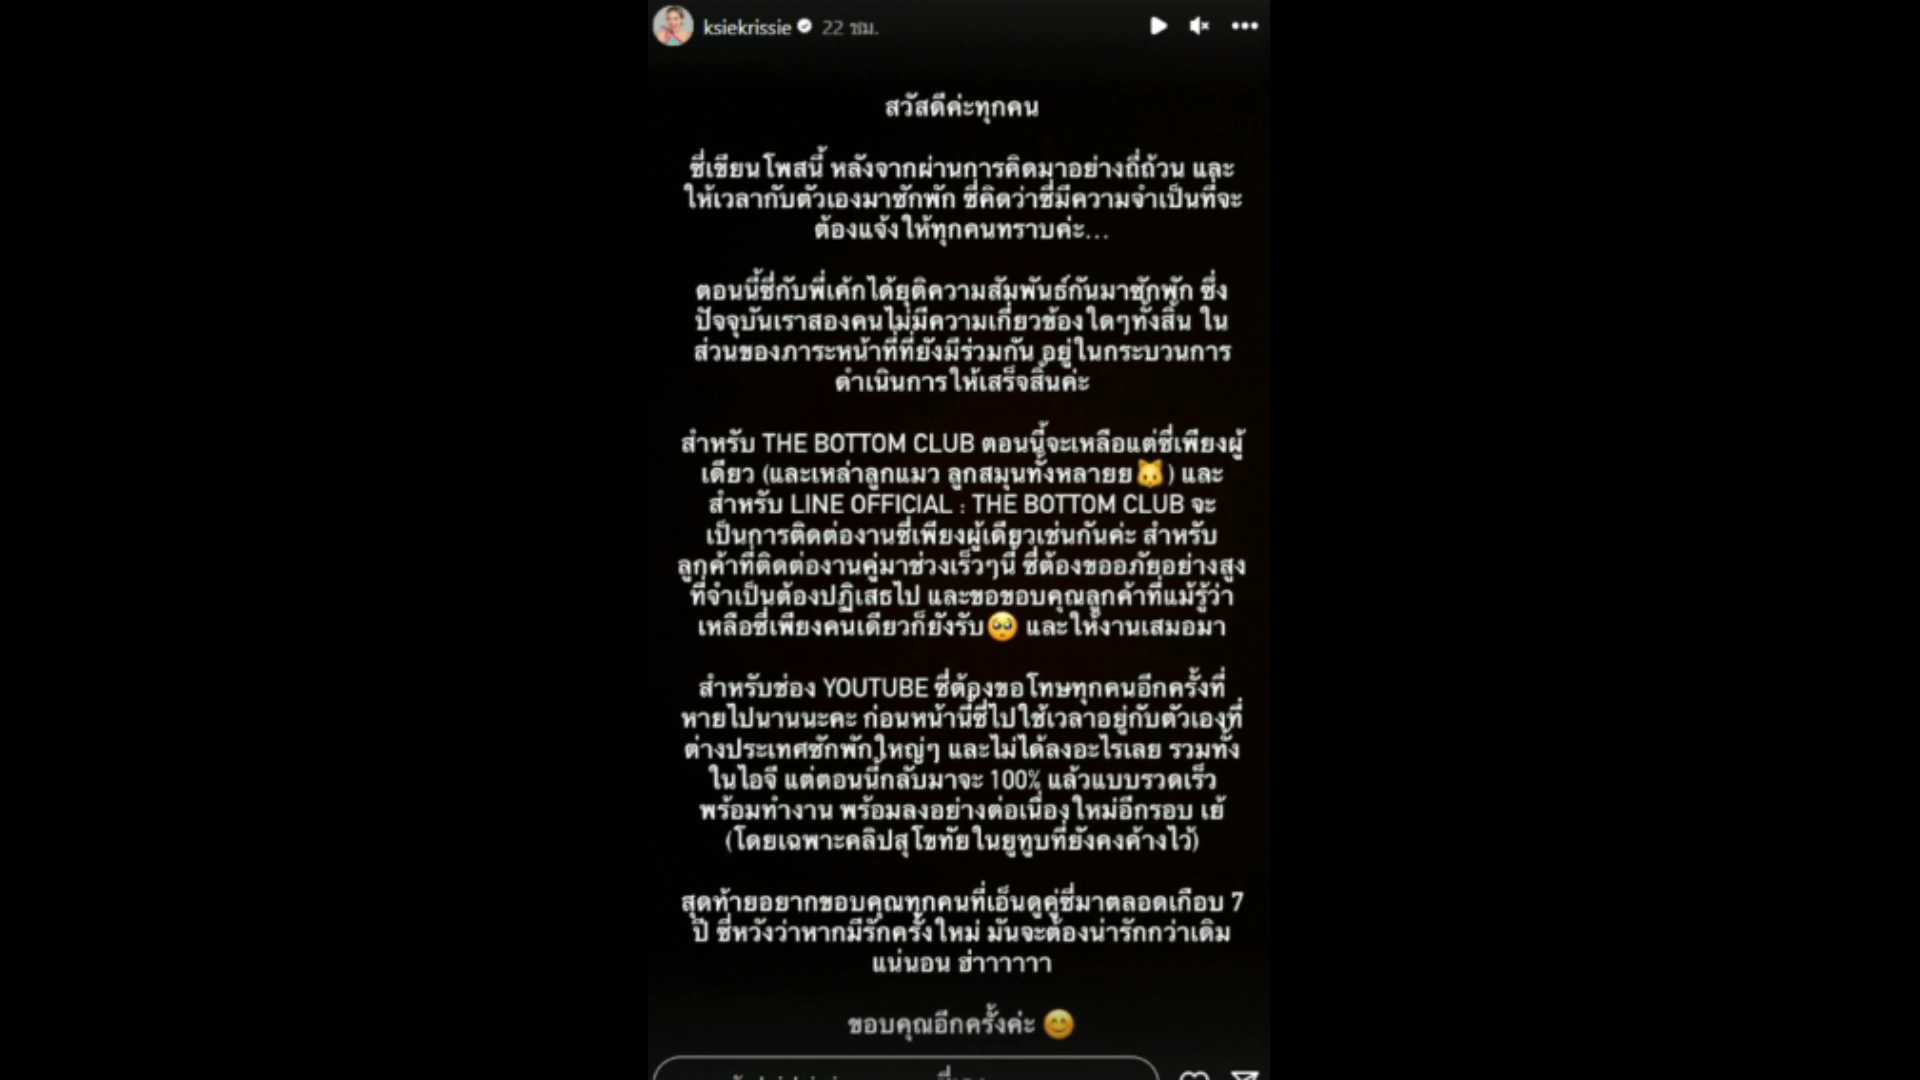 ksiekrissie 22 ชม.
สวัสดีค่ะทุกคน
ซี่เขียนโพสนี้ หลังจากผ่านการคิดมาอย่างถี่ถ้วน และ
ให้เวลากับตัวเองมาซักพัก ซี่คิดว่าซี่มีความจำเป็นที่จะ
ต้องแจ้งให้ทุกคนทราบค่ะ...
ตอนนี้ซี่กับพี่เค้กได้ยุติความสัมพันธ์กันมาซักพัก ซึ่ง
ปัจจุบันเราสองคนไม่มีความเกี่ยวข้องใดๆทั้งสิ้น ใน
ส่วนของภาระหน้าที่ที่ยังมีร่วมกัน อยู่ในกระบวนการ
ดำเนินการให้เสร็จสิ้นค่ะ
สำหรับ THE BOTTOM CLUB ตอนนี้จะเหลือแต่ซี่เพียงผู้
เดียว (และเหล่าลูกแมว ลูกสมุนทั้งหลายย🐱) และ
สำหรับ LINE OFFICIAL : THE BOTTOM CLUB จะ
เป็นการติดต่องานซี่เพียงผู้เดียวเช่นกันค่ะ สำหรับ
ลูกค้าที่ติดต่องานคู่มาช่วงเร็วๆนี้ ซี่ต้องขออภัยอย่างสูง
ที่จำเป็นต้องปฏิเสธไป และขอขอบคุณลูกค้าที่แม้รู้ว่า
เหลือซี่เพียงคนเดียวก็ยังรับ🥺 และให้งานเสมอมา
สำหรับช่อง YOUTUBE ซี่ต้องขอโทษทุกคนอีกครั้งที่
หายไปนานนะคะ ก่อนหน้านี้ซี่ไปใช้เวลาอยู่กับตัวเองที่
ต่างประเทศซักพักใหญ่ๆ และไม่ได้ลงอะไรเลย รวมทั้ง
ในไอจี แต่ตอนนี้กลับมาจะ 100% แล้วแบบรวดเร็ว
พร้อมทำงาน พร้อมลงอย่างต่อเนื่องใหม่อีกรอบ เย้
(โดยเฉพาะคลิปสุโขทัยในยูทูบที่ยังคงค้างไว้)
สุดท้ายอยากขอบคุณทุกคนที่เอ็นดูคู่ซี่มาตลอดเกือบ 7
ปี ซี่หวังว่าหากมีรักครั้งใหม่ มันจะต้องน่ารักกว่าเดิม
แน่นอน ฮ่าาาาาา
ขอบคุณอีกครั้งค่ะ 😊